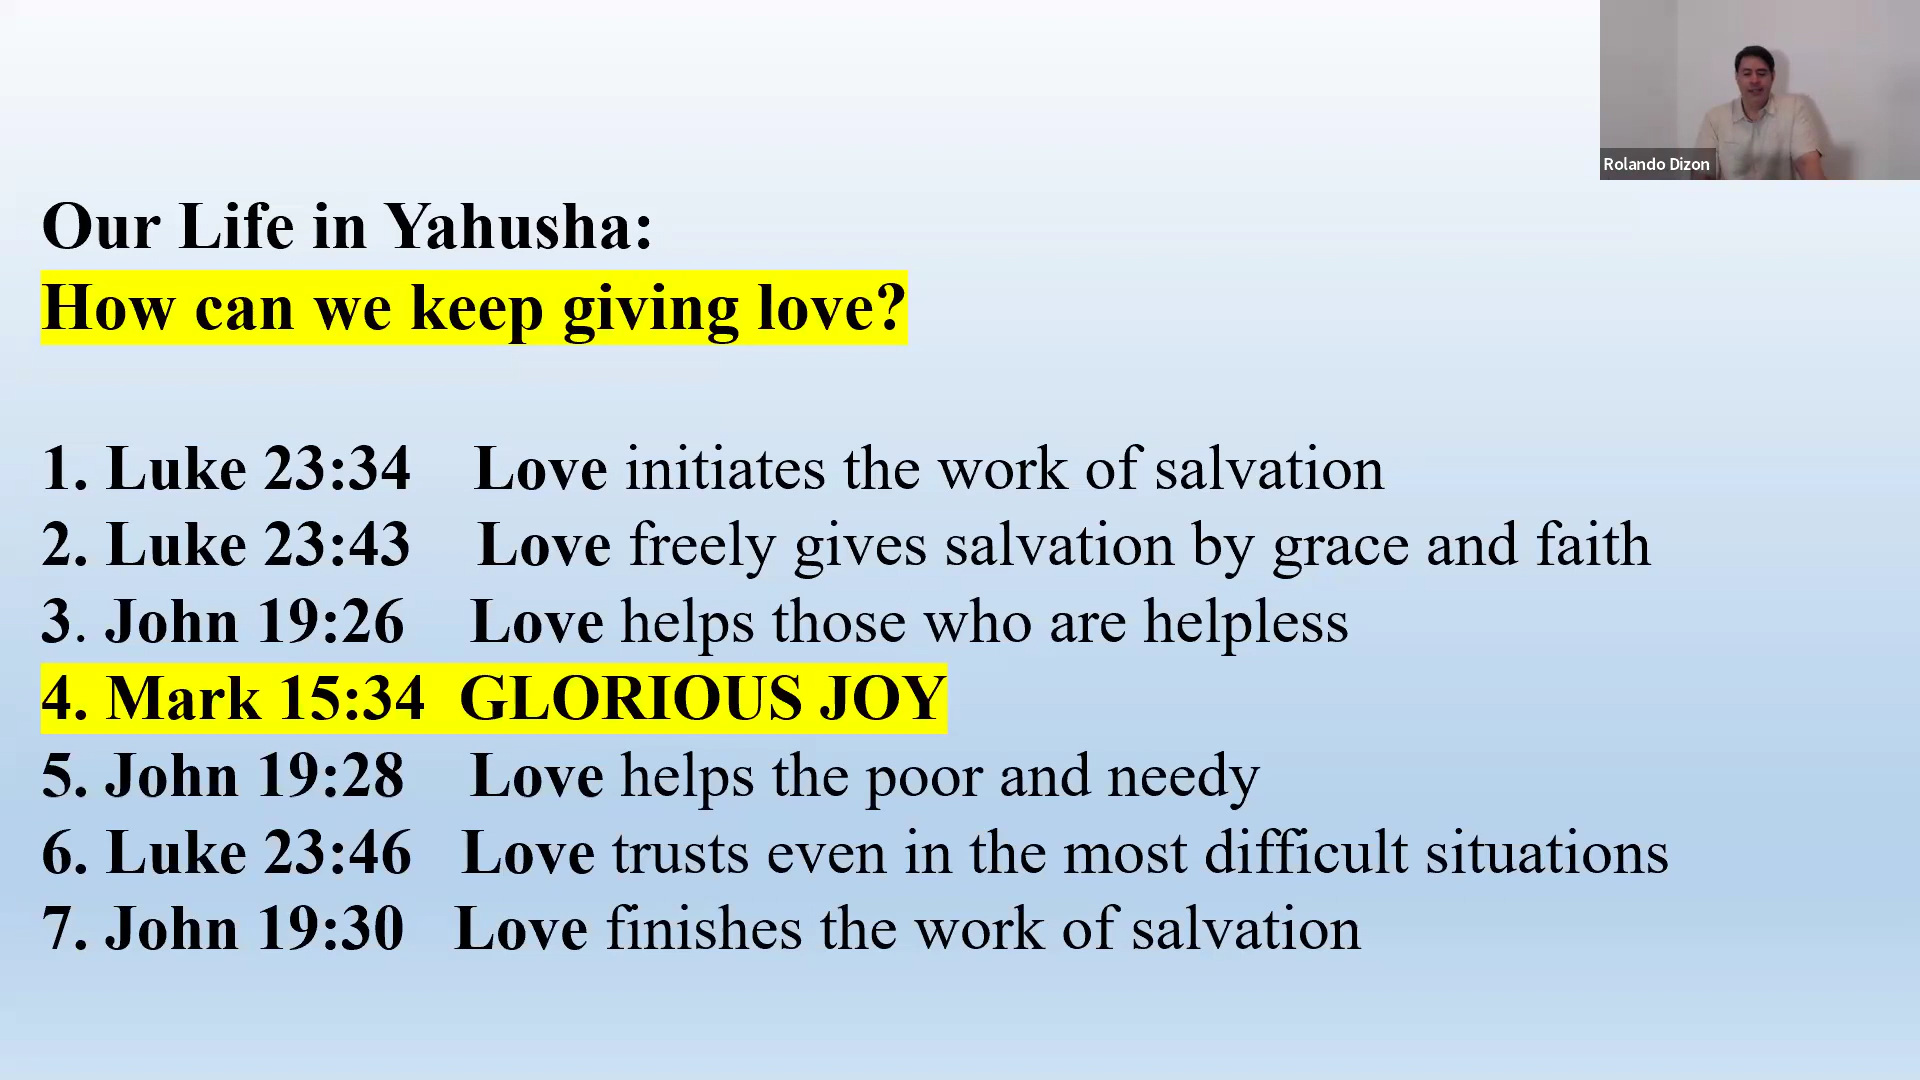 Rolando Dizon
Our Life in Yahusha:
How can we keep giving love?
1. Luke 23:34 Love initiates the work of salvation
2. Luke 23:43 Love freely gives salvation by grace and faith
3. John 19:26 Love helps those who are helpless
4. Mark 15:34 GLORIOUS JOY
5. John 19:28 Love helps the poor and needy
6. Luke 23:46 Love trusts even in the most difficult situations
7. John 19:30 Love finishes the work of salvation